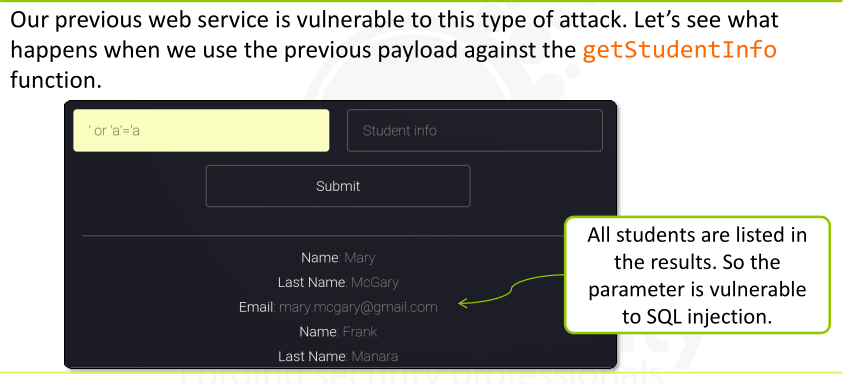 Our previous web service is vulnerable to this type of attack. Let’s see what
happens when we use the previous payload against the getStudentInfo
function.
' or 'a'='a
Student info
Submit
Name: Mary
Last Name: McGary
Email: mary.mcgary@gmail.com
Name: Frank
Last Name: Manara
All students are listed in
the results. So the
parameter is vulnerable
to SQL injection.
Forging security professionals